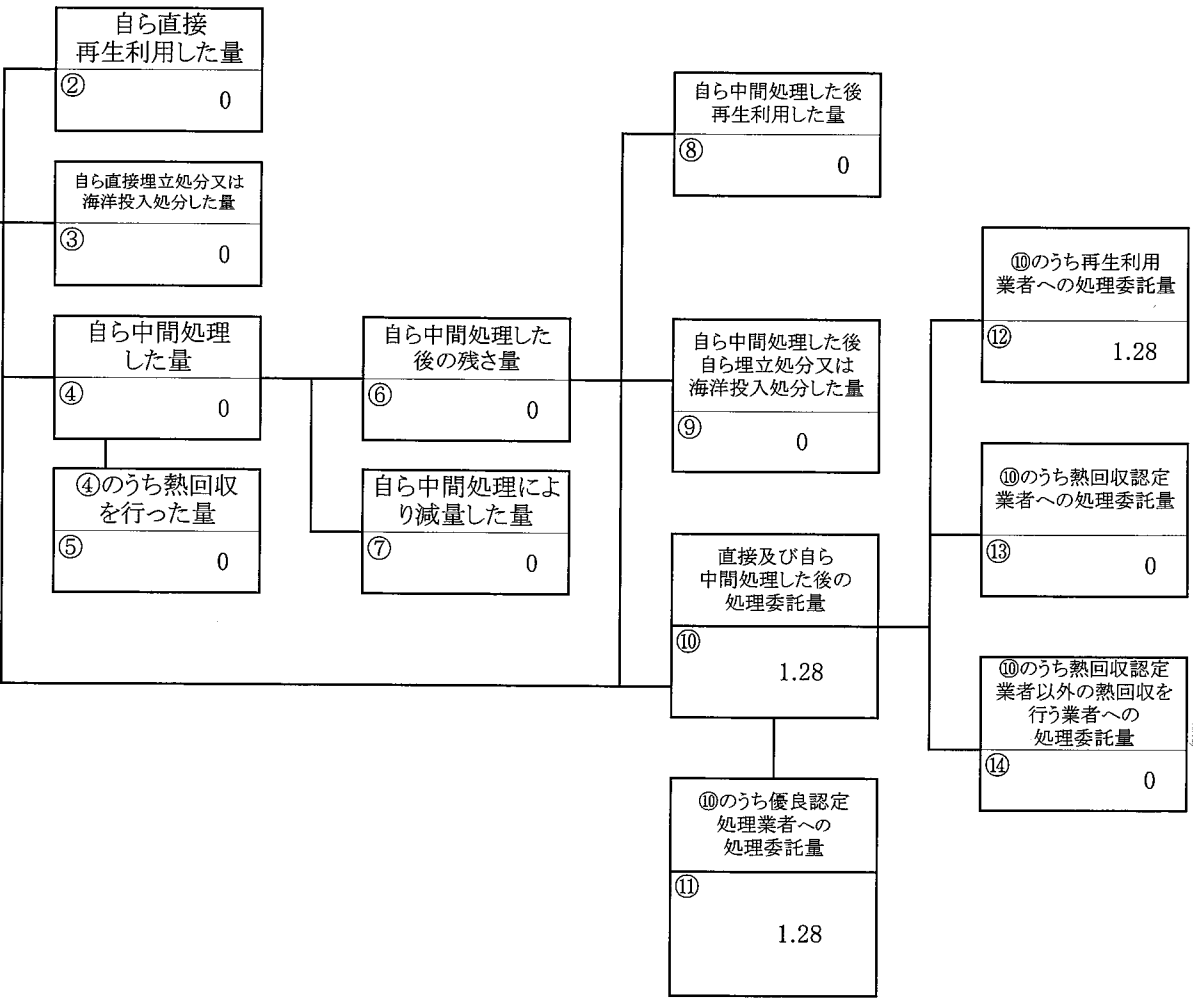 自ら直接
再生利用した量
②
0
自ら直接埋立処分又は
海洋投入処分した量
③
0
自ら中間処理
した量
④
0
④のうち熱回収
を行った量
⑤
0
自ら中間処理した
後の残さ量
⑥
0
自ら中間処理によ
り減量した量
⑦
0
自ら中間処理した後
再生利用した量
⑧
0
自ら中間処理した後
自ら埋立処分又は
海洋投入処分した量
⑨
0
直接及び自ら
中間処理した後の
処理委託量
⑩
1.28
⑩のうち優良認定
処理業者への
処理委託量
⑪
1.28
⑩のうち再生利用
業者への処理委託量
⑫
1.28
⑩のうち熱回収認定
業者への処理委託量
⑬
0
⑩のうち熱回収認定
業者以外の熱回収を
行う業者への
処理委託量
⑭
0